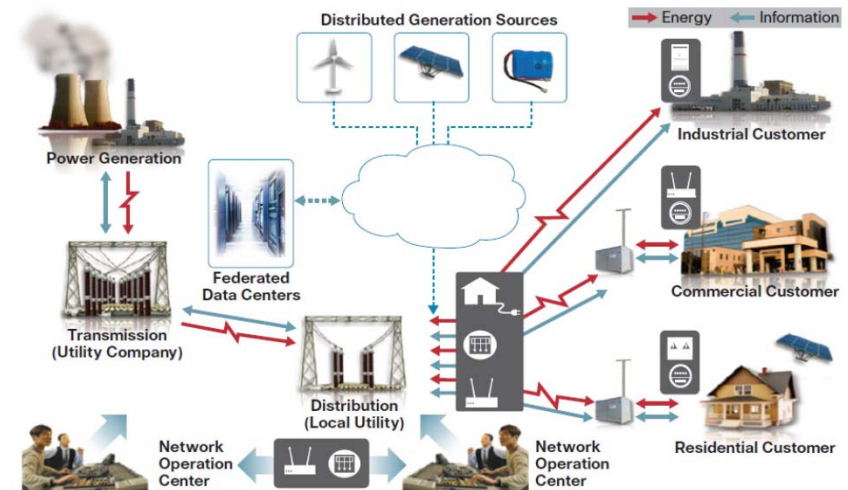 Distributed Generation Sources
Energy
Information
Power Generation
Industrial Customer
Federated
Data Centers
Commercial Customer
Transmission
(Utility Company)
Distribution
(Local Utility)
Residential Customer
Network
Operation
Center
Network
Operation
Center